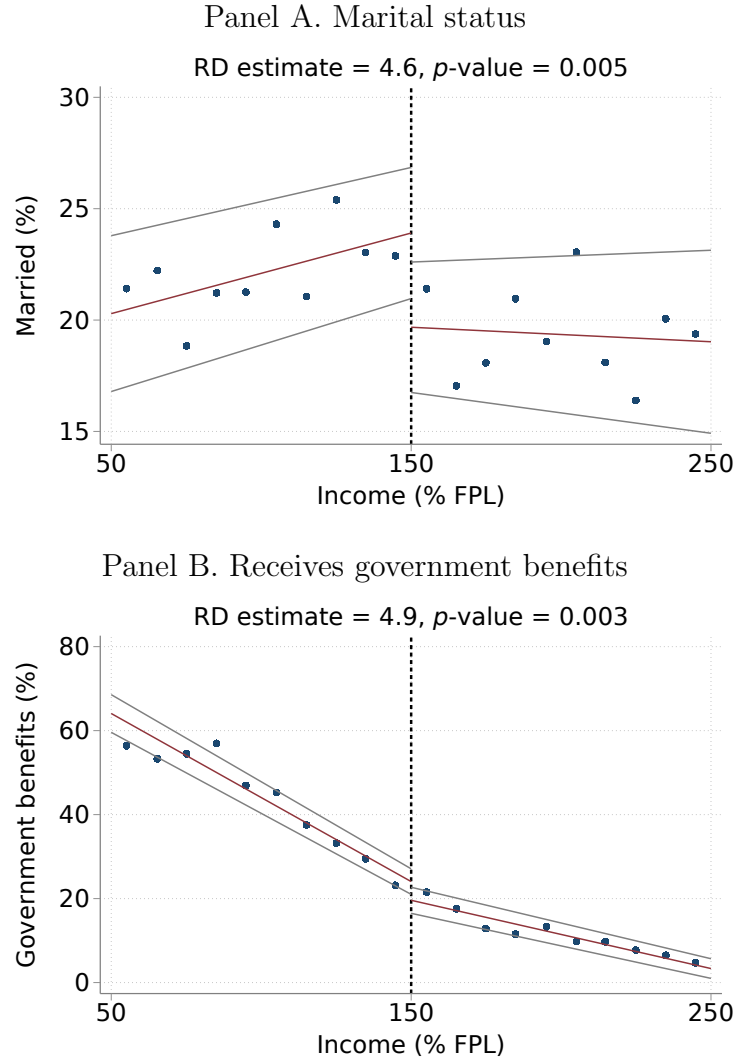 Panel A. Marital status
RD estimate = 4.6, p-value = 0.005
30
25
20
15
Married (%)
50 150 250
Income (% FPL)
Panel B. Receives government benefits
RD estimate = 4.9, p-value = 0.003
80
60
40
20
0
Government benefits (%)
50 150 250
Income (% FPL)